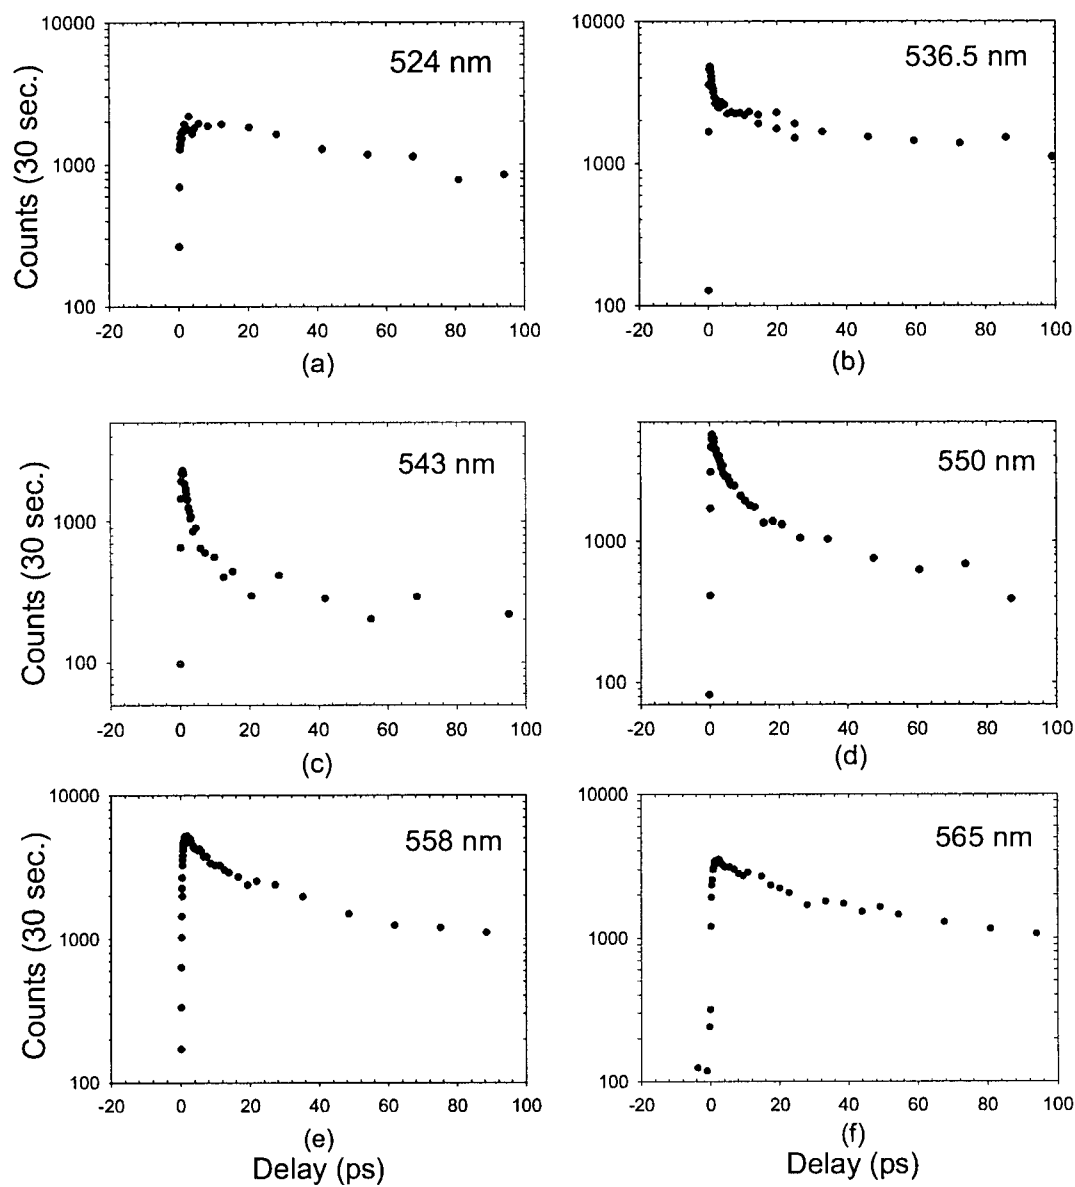 10000
1000
100
-20 0 20 40 60 80 100
524 nm
Counts (30 sec.)
(a)
10000
1000
100
-20 0 20 40 60 80 100
536.5 nm
(b)
1000
100
-20 0 20 40 60 80 100
543 nm
Counts (30 sec.)
(c)
1000
100
-20 0 20 40 60 80 100
550 nm
(d)
10000
1000
100
-20 0 20 40 60 80 100
558 nm
Counts (30 sec.)
(e)
Delay (ps)
10000
1000
100
-20 0 20 40 60 80 100
565 nm
(f)
Delay (ps)